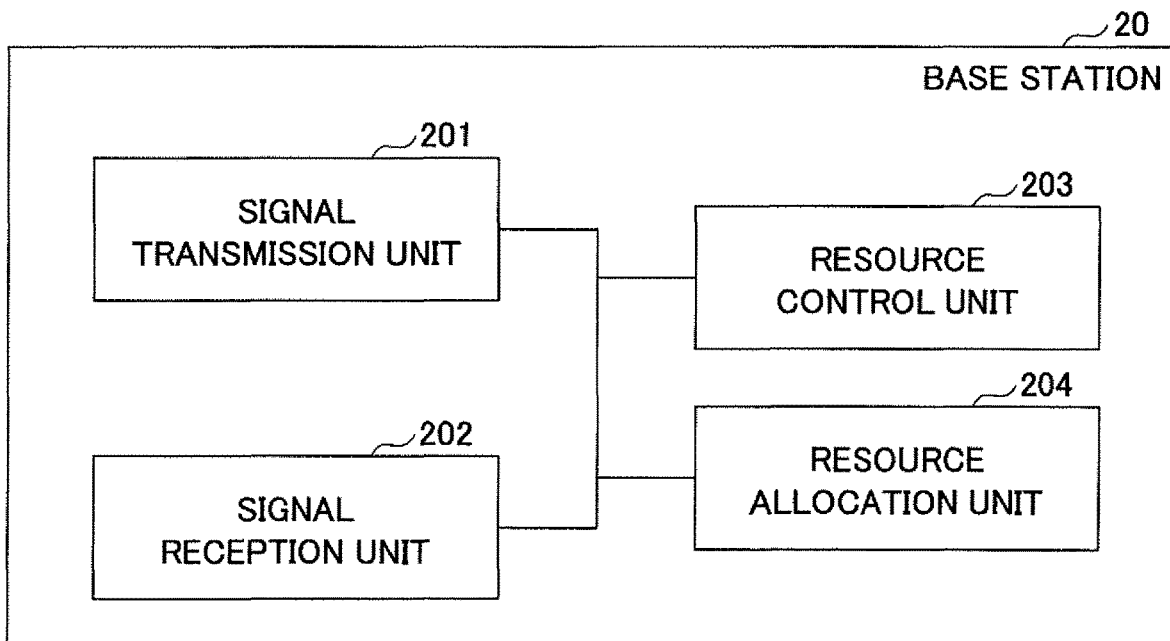 20
BASE STATION
201
SIGNAL
TRANSMISSION UNIT
203
RESOURCE
CONTROL UNIT
202
SIGNAL
RECEPTION UNIT
204
RESOURCE
ALLOCATION UNIT